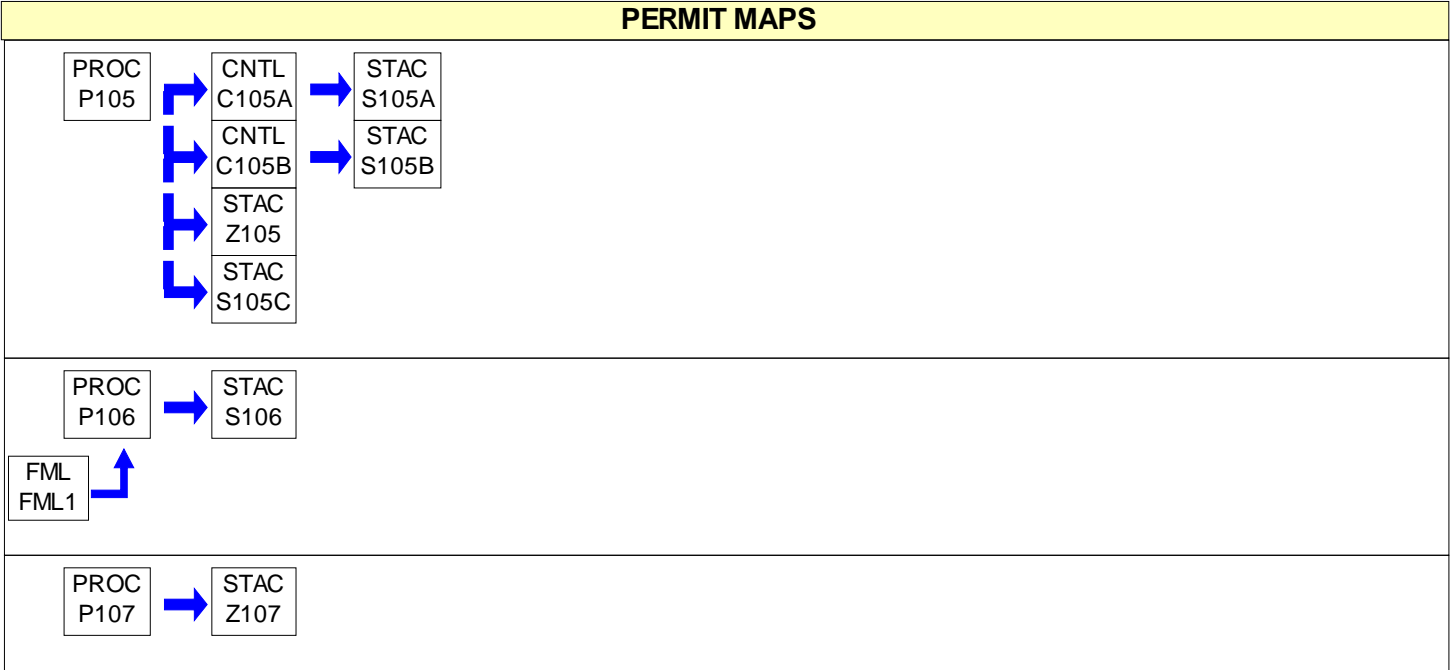 PERMIT MAPS
PROC
P105
CNTL
C105A
STAC
S105A
CNTL
C105B
STAC
S105B
STAC
Z105
STAC
S105C
PROC
P106
STAC
S106
FML
FML1
PROC
P107
STAC
Z107